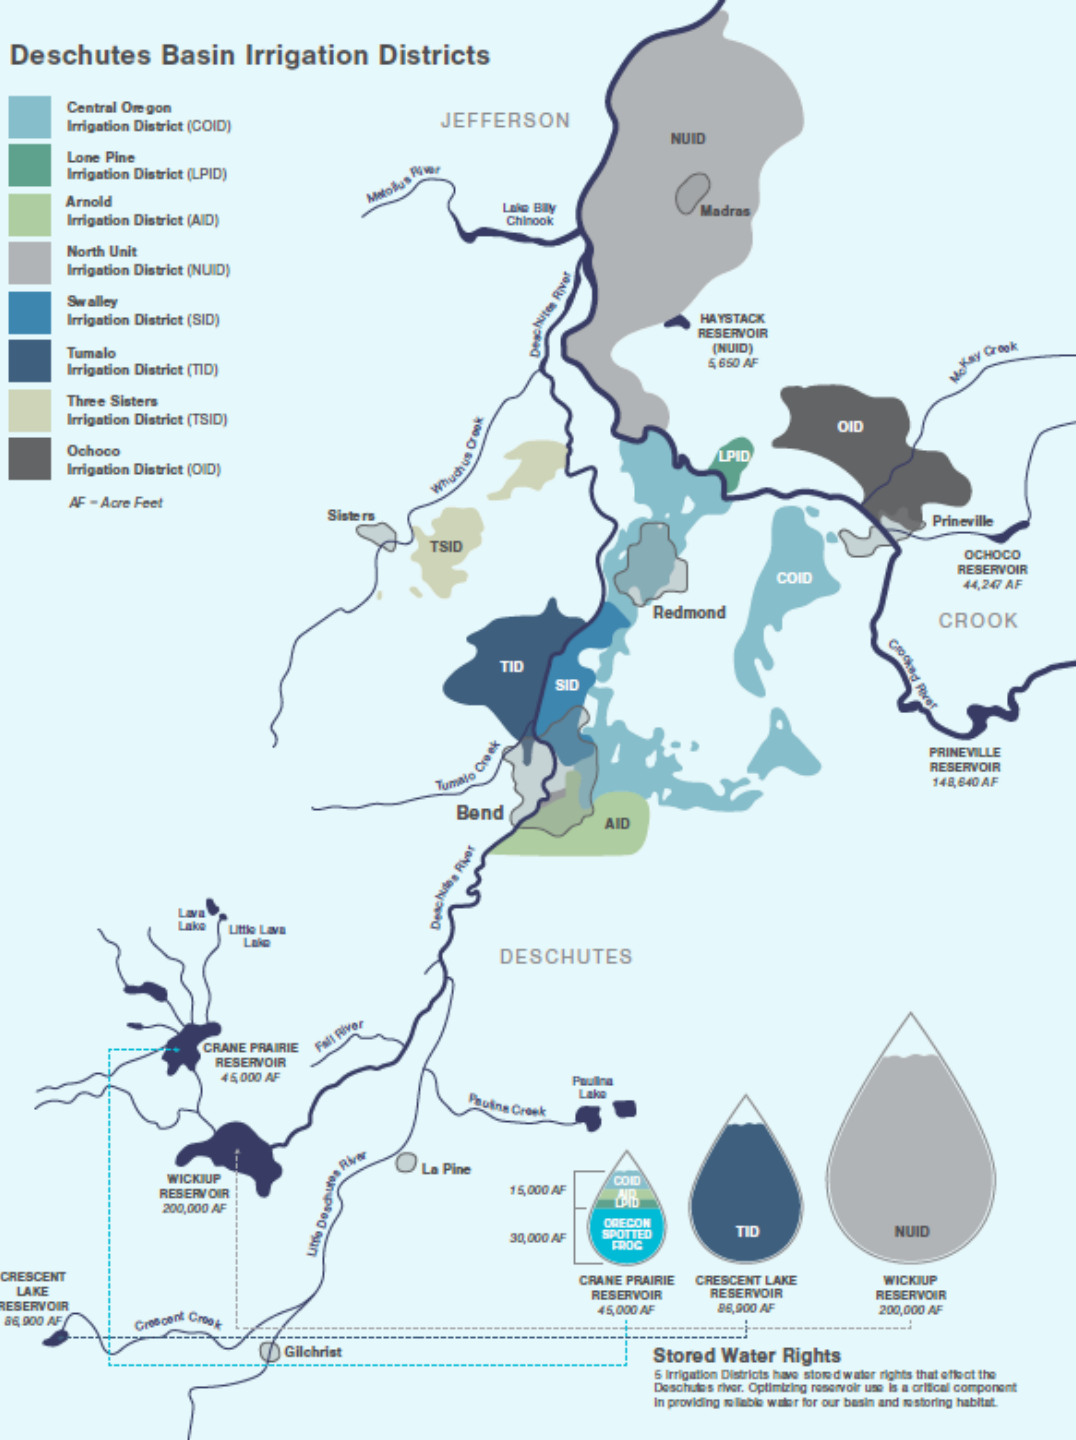 Deschutes Basin Irrigation Districts
Central Oregon
Irrigation District (COID)
Lone Pine
Irrigation District (LPID)
Arnold
Irrigation District (AID)
North Unit
Irrigation District (NUID)
Swalley
Irrigation District (SID)
Tumalo
Irrigation District (TID)
Three Sisters
Irrigation District (TSID)
Ochoco
Irrigation District (OID)
AF = Acre Feet
JEFFERSON
NUID
Madras
Metolius River
Lake Billy
Chinook
Deschutes River
HAYSTACK
RESERVOIR
(NUID)
5,650 AF
McKay Creek
OID
LPID
Whychus Creek
Sisters
TSID
Prineville
OCHOCO
RESERVOIR
44,247 AF
COID
Redmond
CROOK
TID
SID
Crooked River
PRINEVILLE
RESERVOIR
148,640 AF
Tumalo Creek
Bend
AID
Deschutes River
DESCHUTES
Lava
Lake
Little Lava
Lake
CRANE PRAIRIE
RESERVOIR
45,000 AF
Fall River
Paulina
Lake
Paulina Creek
WICKIUP
RESERVOIR
200,000 AF
La Pine
Little Deschutes River
CRESCENT
LAKE
RESERVOIR
86,900 AF
Crescent Creek
Gilchrist
15,000 AF
30,000 AF
COID
AID
LPID
OREGON
SPOTTED
FROG
TID
NUID
CRANE PRAIRIE
RESERVOIR
45,000 AF
CRESCENT LAKE
RESERVOIR
86,900 AF
WICKIUP
RESERVOIR
200,000 AF
Stored Water Rights
5 Irrigation Districts have stored water rights that effect the
Deschutes river. Optimizing reservoir use is a critical component
in providing reliable water for our basin and restoring habitat.